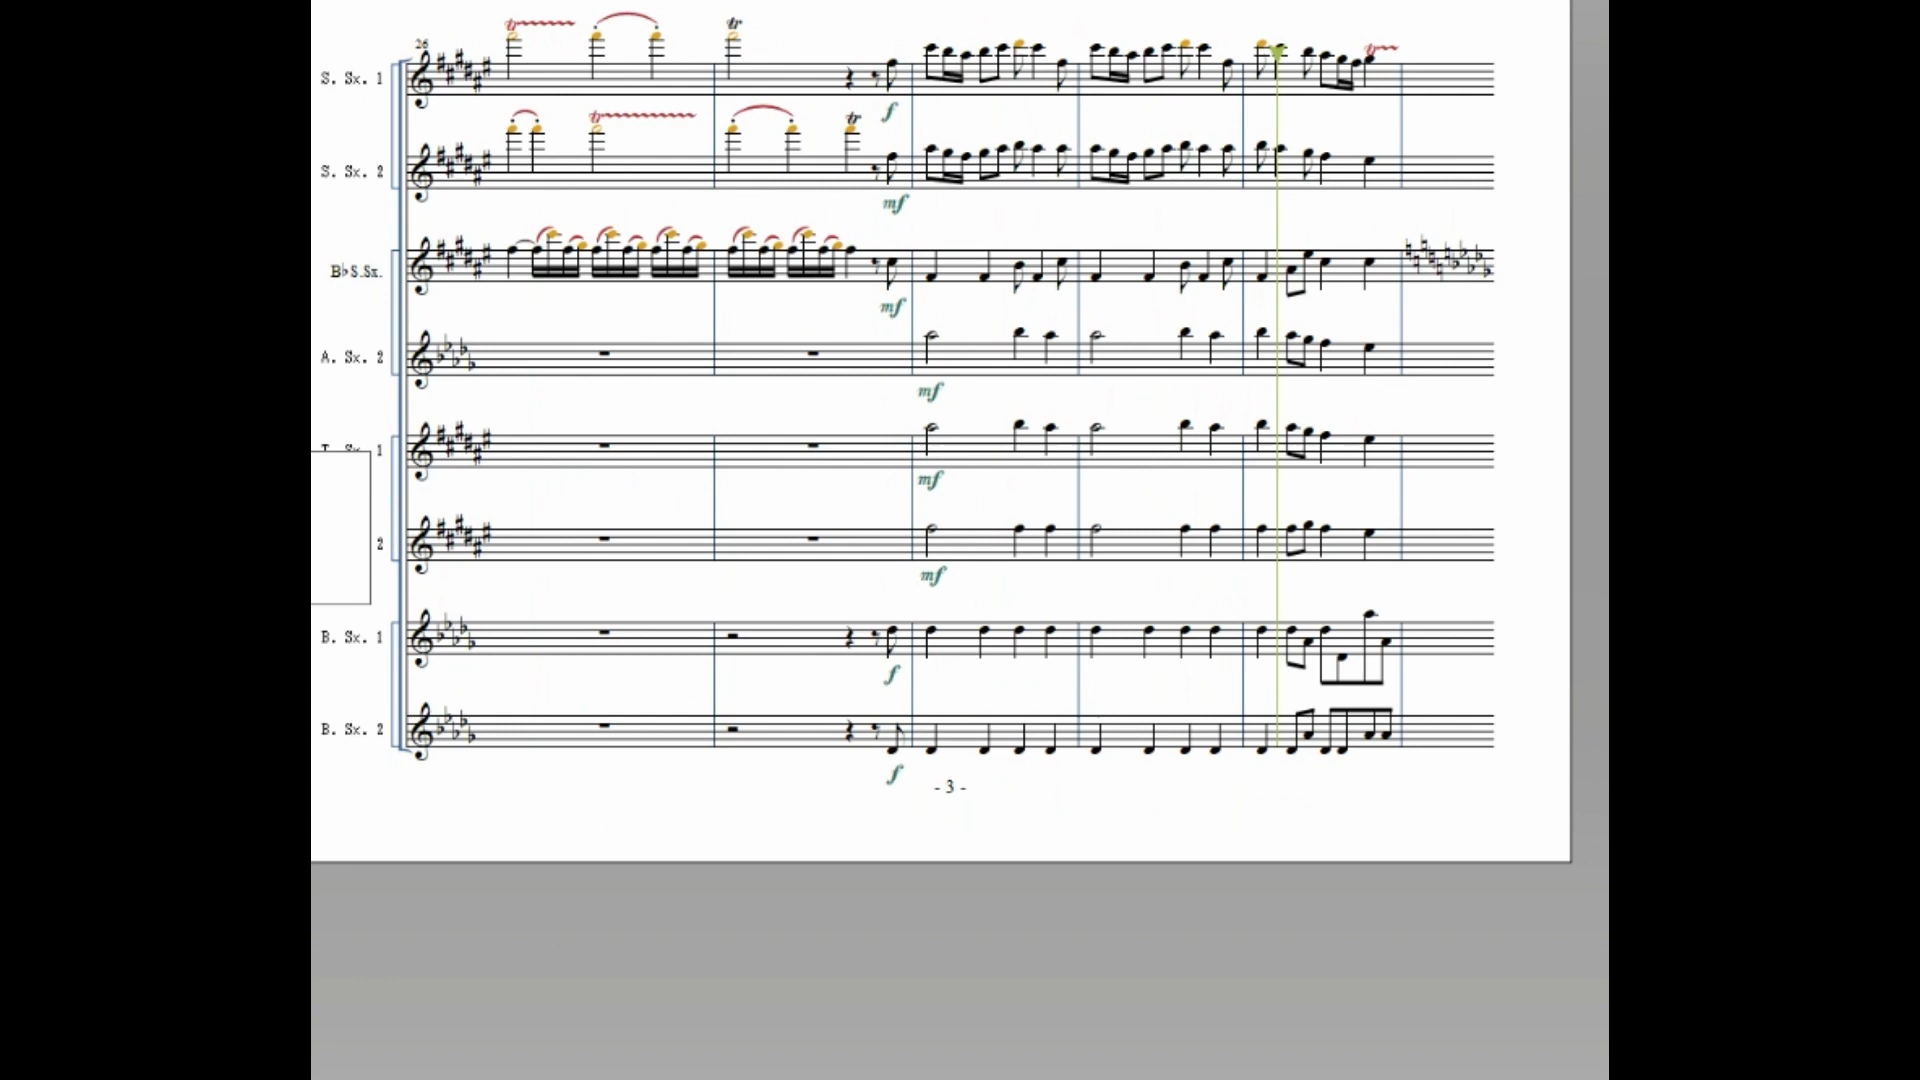 26
tr tr
S. Sx. 1
f
tr tr
S. Sx. 2
mf
B♭S.Sx.
mf
A. Sx. 2
mf
1
mf
2
mf
B. Sx. 1
f
B. Sx. 2
f
- 3 -